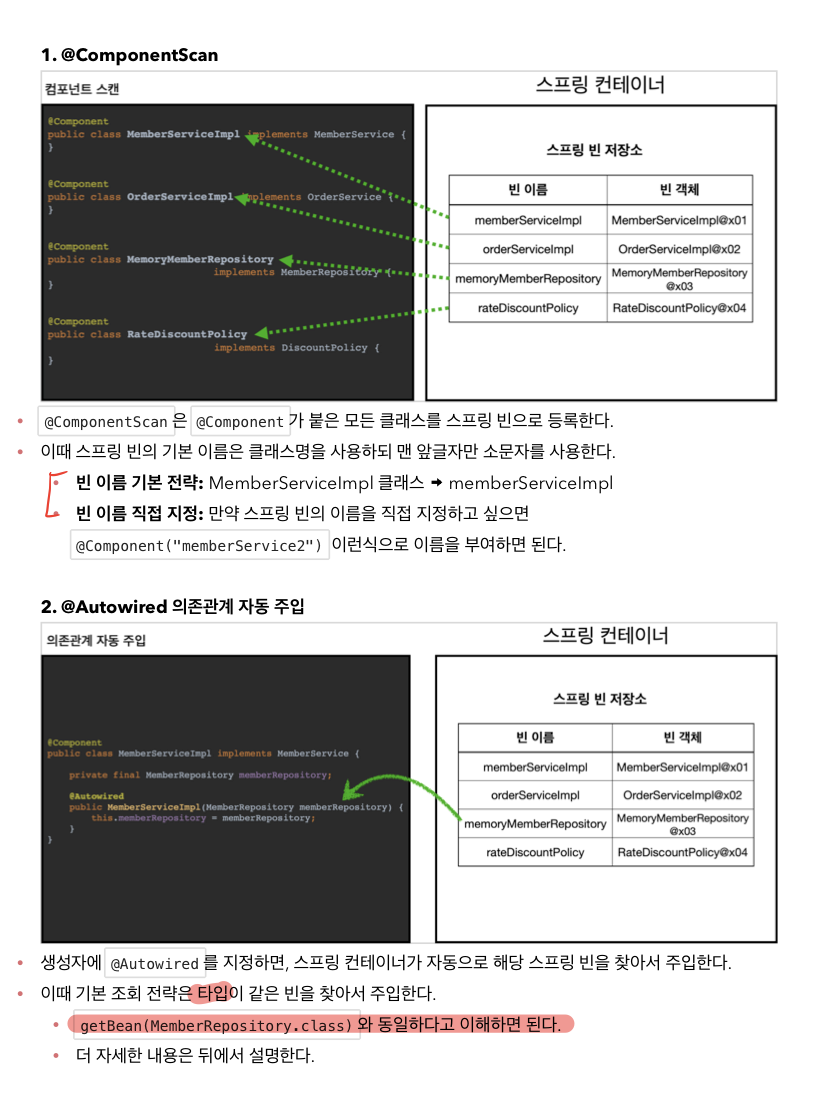 1. @ComponentScan
컴포넌트 스캔
스프링 컨테이너
@Component
public class MemberServiceImpl implements MemberService {
}
@Component
public class OrderServiceImpl implements OrderService {
}
@Component
public class MemoryMemberRepository
implements MemberRepository {
}
@Component
public class RateDiscountPolicy
implements DiscountPolicy {
}
스프링 빈 저장소
빈 이름 빈 객체
memberServiceImpl MemberServiceImpl@x01
orderServiceImpl OrderServiceImpl@x02
memoryMemberRepository MemoryMemberRepository
@x03
rateDiscountPolicy RateDiscountPolicy@x04
• @ComponentScan 은 @Component 가 붙은 모든 클래스를 스프링 빈으로 등록한다.
• 이때 스프링 빈의 기본 이름은 클래스명을 사용하되 맨 앞글자만 소문자를 사용한다.
• 빈 이름 기본 전략: MemberServiceImpl 클래스 → memberServiceImpl
• 빈 이름 직접 지정: 만약 스프링 빈의 이름을 직접 지정하고 싶으면
@Component("memberService2") 이런식으로 이름을 부여하면 된다.
2. @Autowired 의존관계 자동 주입
의존관계 자동 주입
스프링 컨테이너
@Component
public class MemberServiceImpl implements MemberService {
private final MemberRepository memberRepository;
@Autowired
public MemberServiceImpl(MemberRepository memberRepository) {
this.memberRepository = memberRepository;
}
}
스프링 빈 저장소
빈 이름 빈 객체
memberServiceImpl MemberServiceImpl@x01
orderServiceImpl OrderServiceImpl@x02
memoryMemberRepository MemoryMemberRepository
@x03
rateDiscountPolicy RateDiscountPolicy@x04
• 생성자에 @Autowired 를 지정하면, 스프링 컨테이너가 자동으로 해당 스프링 빈을 찾아서 주입한다.
• 이때 기본 조회 전략은 타입이 같은 빈을 찾아서 주입한다.
• getBean(MemberRepository.class) 와 동일하다고 이해하면 된다.
• 더 자세한 내용은 뒤에서 설명한다.